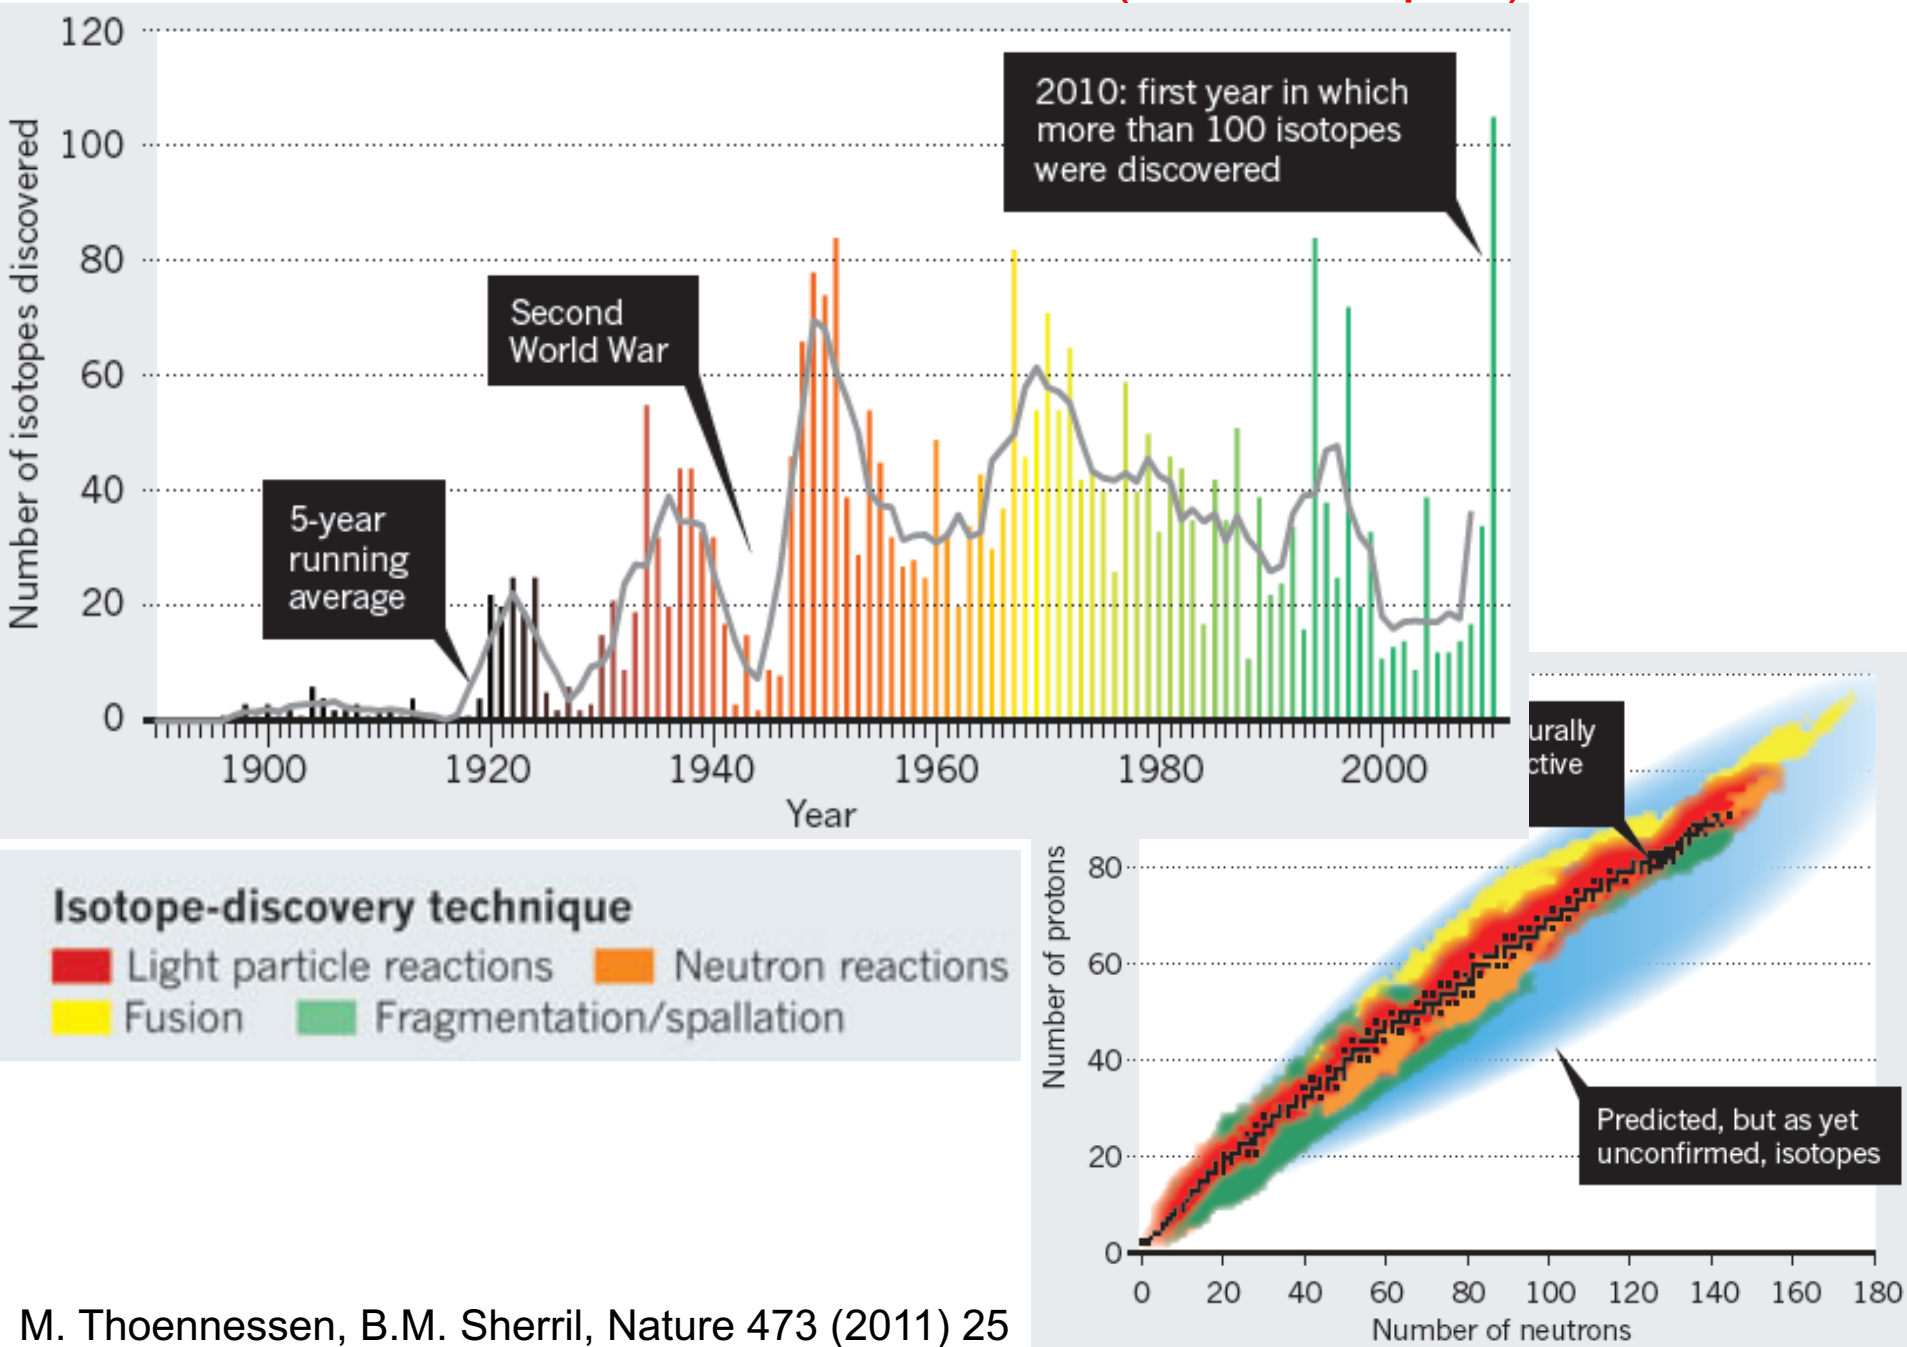 120
100
80
60
40
20
0
Number of isotopes discovered
2010: first year in which
more than 100 isotopes
were discovered
Second
World War
5-year
running
average
1900 1920 1940 1960 1980 2000
Year
Isotope-discovery technique
Light particle reactions Neutron reactions
Fusion Fragmentation/spallation
urally
ctive
80
60
40
20
0
Number of protons
Predicted, but as yet
unconfirmed, isotopes
0 20 40 60 80 100 120 140 160 180
Number of neutrons
M. Thoennessen, B.M. Sherril, Nature 473 (2011) 25